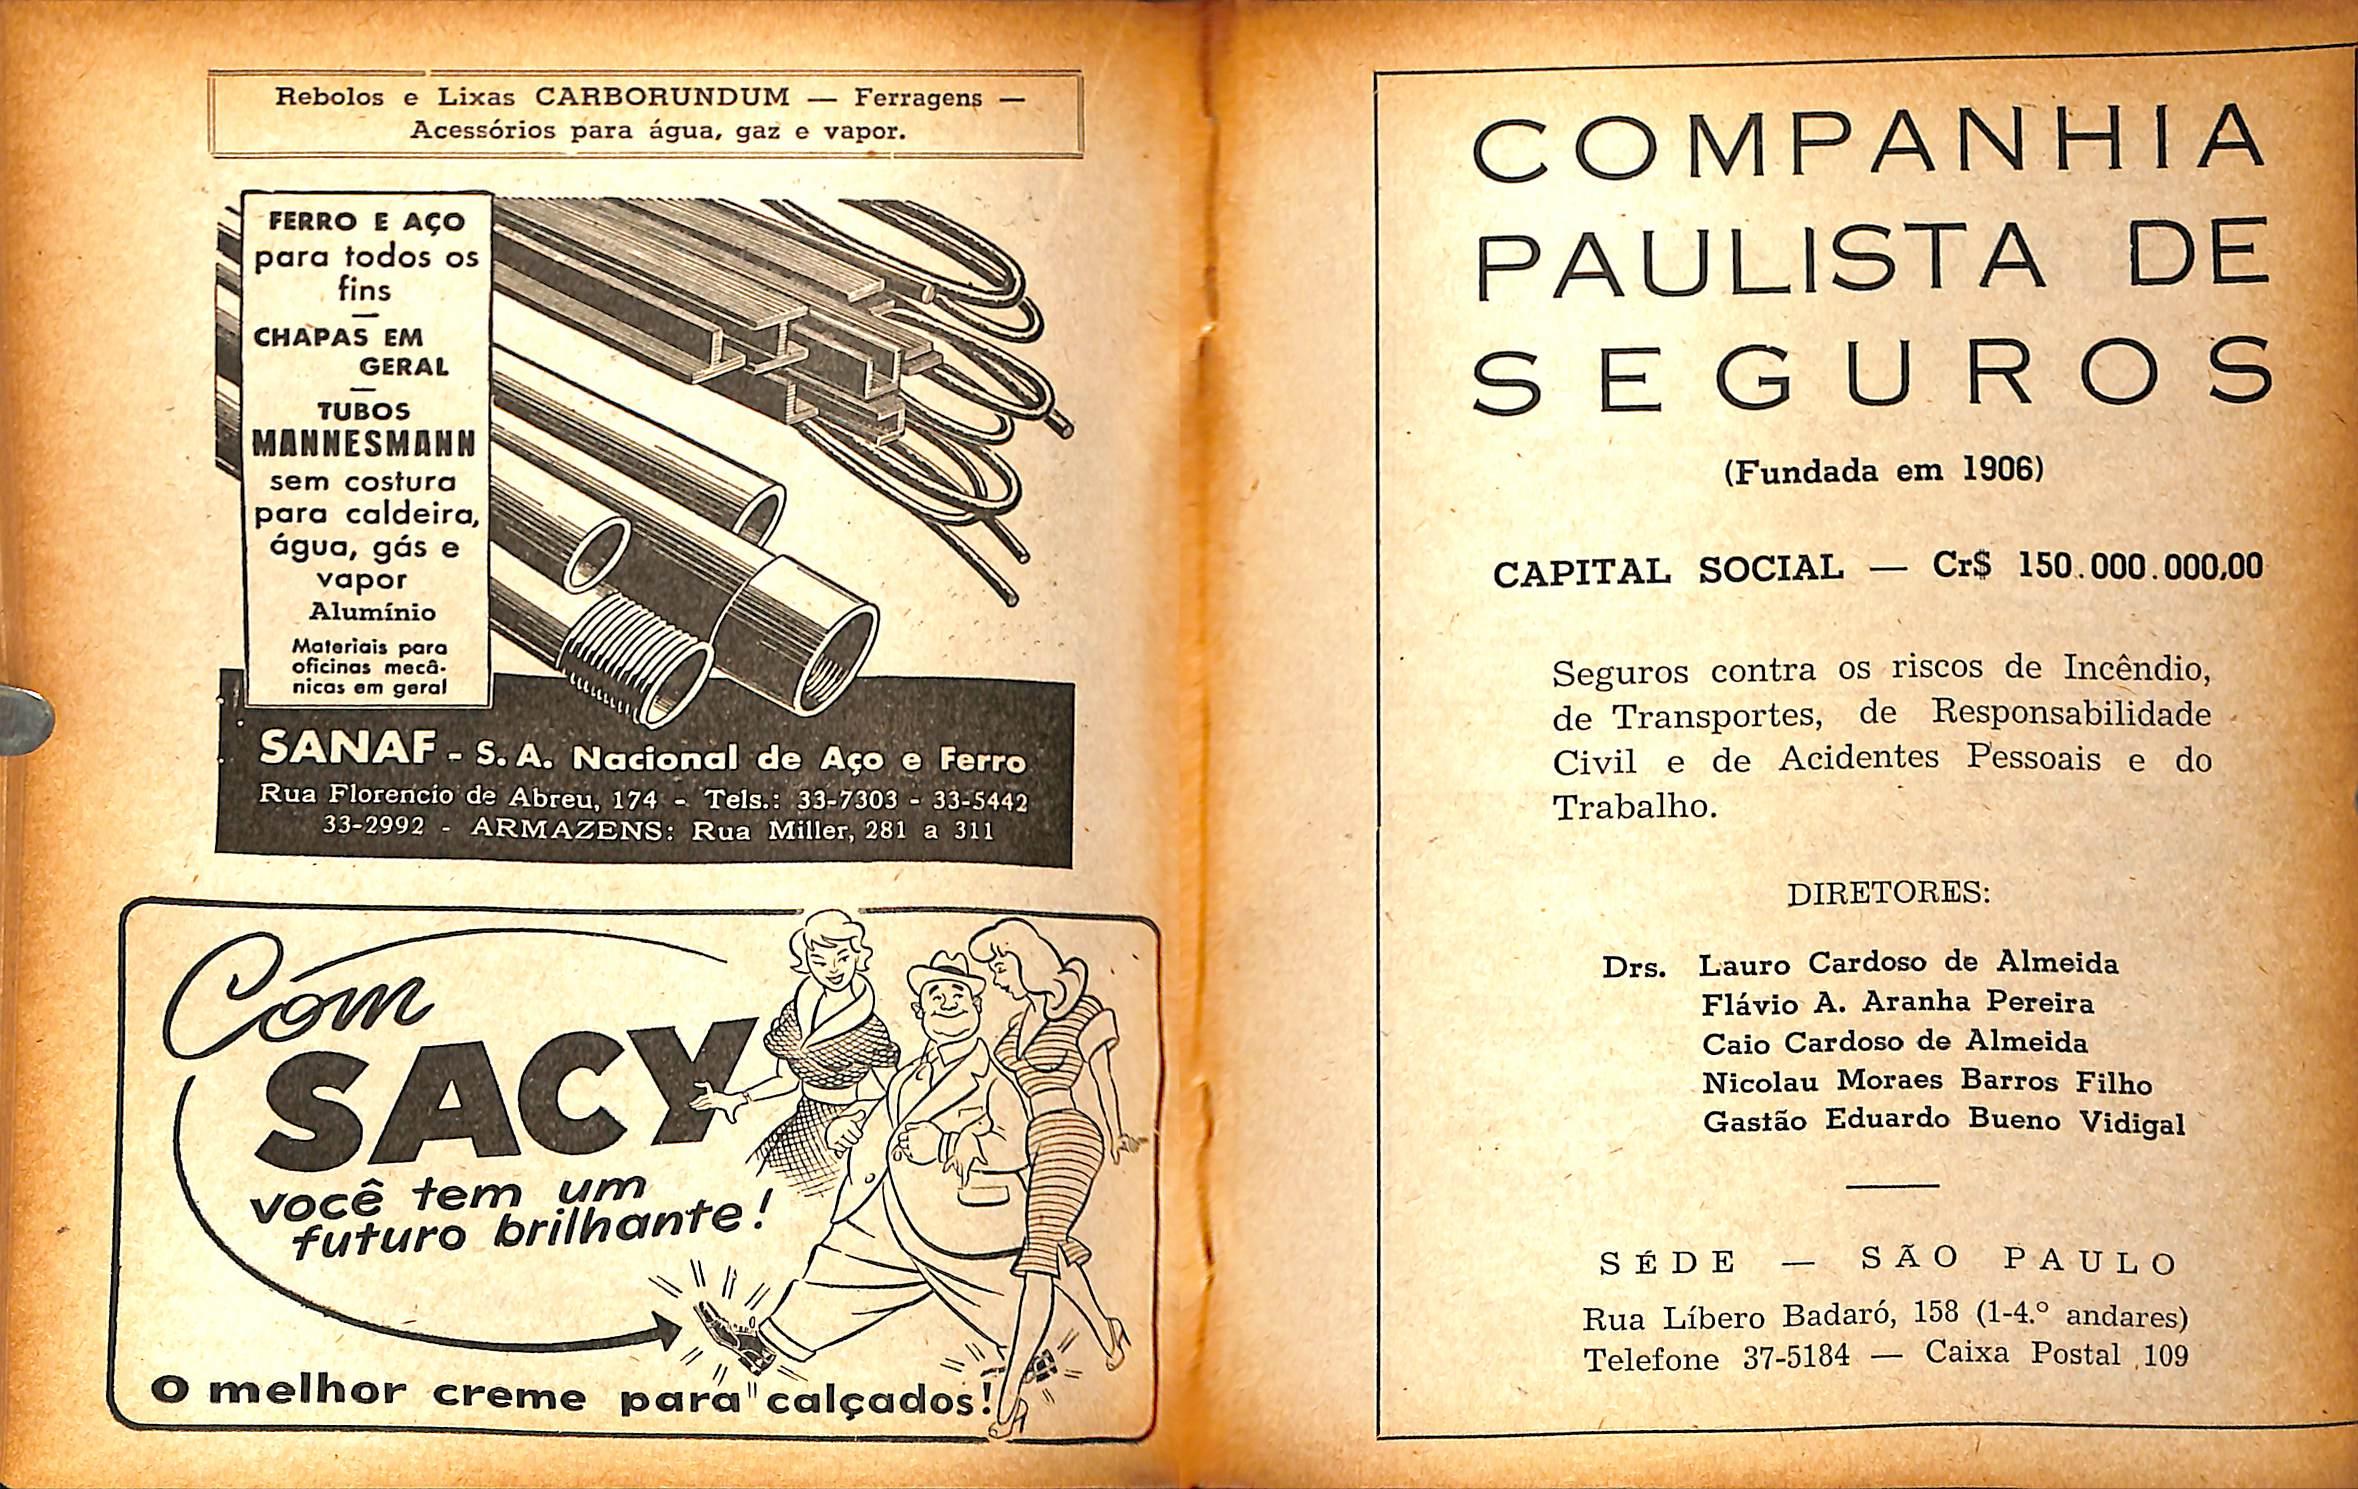 Rebolos e Lixas CARBORUNDUM — Ferragens —
Acessórios para água, gaz e vapor.
FERRO E AÇO
para todos os
fins
—
CHAPAS EM
GERAL
—
TUBOS
MANNESMANN
sem costura
para caldeira,
água, gás e
vapor
Alumínio
Materiais para
oficinas mecâ-
nicas em geral
SANAF - S. A. Nacional de Aço e Ferro
Rua Florencio de Abreu, 174 - Tels.: 33-7303 - 33-5442
33-2992 - ARMAZENS: Rua Miller, 281 a 311
Com
SACY
você tem um
futuro brilhante!
O melhor creme para calçados!
COMPANHIA
PAULISTA DE
SEGUROS
(Fundada em 1906)
CAPITAL SOCIAL — Cr$ 150.000.000,00
Seguros contra os riscos de Incêndio,
de Transportes, de Responsabilidade
Civil e de Acidentes Pessoais e do
Trabalho.
DIRETORES:
Drs. Lauro Cardoso de Almeida
Flávio A. Aranha Pereira
Caio Cardoso de Almeida
Nicolau Moraes Barros Filho
Gastão Eduardo Bueno Vidigal
SÉDE — SÃO PAULO
Rua Líbero Badaró, 158 (1-4.º andares)
Telefone 37-5184 — Caixa Postal 109